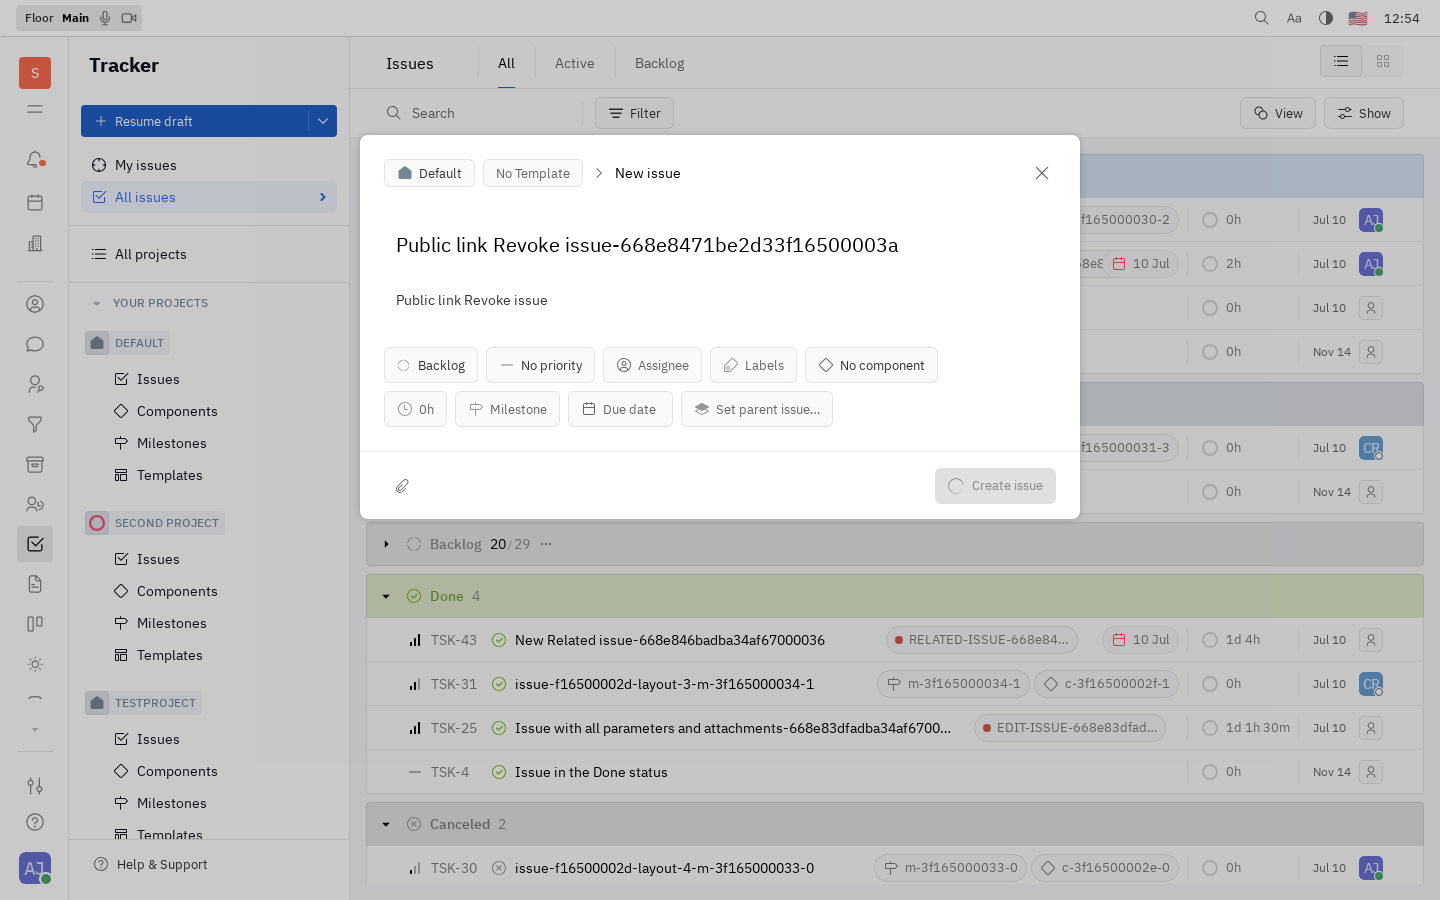 Floor Main
Aa
12:54
S
Tracker
Resume draft
My issues
All issues
All projects
YOUR PROJECTS
DEFAULT
Issues
Components
Milestones
Templates
SECOND PROJECT
Issues
Components
Milestones
Templates
TESTPROJECT
Issues
Components
Milestones
Templates
Help & Support
AJ
Issues
All
Active
Backlog
Search
Filter
View
Show
Default
No Template
New issue
Public link Revoke issue-668e8471be2d33f16500003a
Public link Revoke issue
Backlog
No priority
Assignee
Labels
No component
0h
Milestone
Due date
Set parent issue...
Create issue
f165000030-2 0h Jul 10 AJ
10 Jul 2h Jul 10 AJ
0h Jul 10
0h Nov 14
f165000031-3 0h Jul 10 CR
0h Nov 14
Backlog 20/29 ...
Done 4
TSK-43 New Related issue-668e846badba34af67000036 RELATED-ISSUE-668e84... 10 Jul 1d 4h Jul 10
TSK-31 issue-f16500002d-layout-3-m-3f165000034-1 m-3f165000034-1 c-3f16500002f-1 0h Jul 10 CR
TSK-25 Issue with all parameters and attachments-668e83dfadba34af6700... EDIT-ISSUE-668e83dfad... 1d 1h 30m Jul 10
TSK-4 Issue in the Done status 0h Nov 14
Canceled 2
TSK-30 issue-f16500002d-layout-4-m-3f165000033-0 m-3f165000033-0 c-3f16500002e-0 0h Jul 10 AJ